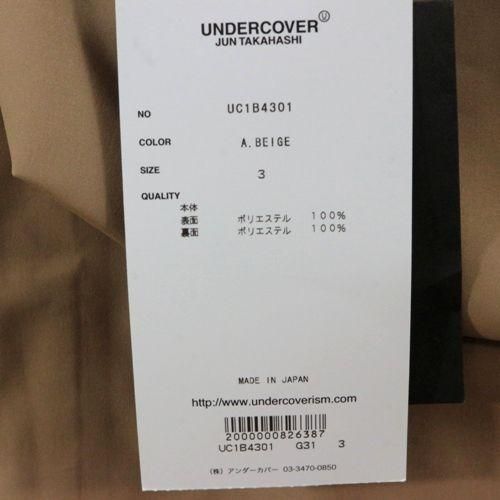 UNDERCOVER Ⓤ
JUN TAKAHASHI
NO UC1B4301
COLOR A.BEIGE
SIZE 3
QUALITY
本体
表面 ポリエステル 100%
裏面 ポリエステル 100%
MADE IN JAPAN
http://www.undercoverism.com
2000000826387
UC1B4301 G31 3
(株) アンダーカバー 03-3470-0850